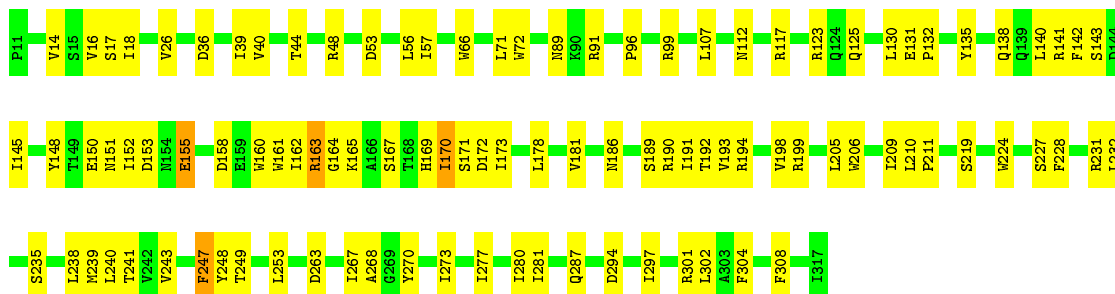 P11 V14 S15 V16 S17 I18 V26 D36 I39 V40 T44 R48 D53 L56 I57 W66 L71 W72 N89 K90 R91 P96 R99 L107 N112 R117 R123 Q124 Q125 L130 E131 P132 Y135 Q138 Q139 L140 R141 F142 S143 D144
I145 Y148 T149 E150 N151 I152 D153 N154 E155 D158 E159 W160 W161 I162 R163 G164 K165 A166 S167 T168 H169 I170 S171 D172 I173 L178 V181 N186 S189 R190 I191 T192 V193 R194 V198 R199 L205 W206 I209 L210 P211 S219 W224 S227 F228 R231 L232
S235 L238 M239 L240 T241 V242 V243 F247 Y248 T249 L253 D263 I267 A268 G269 Y270 I273 I277 I280 I281 Q287 D294 I297 R301 L302 A303 F304 F308 I317